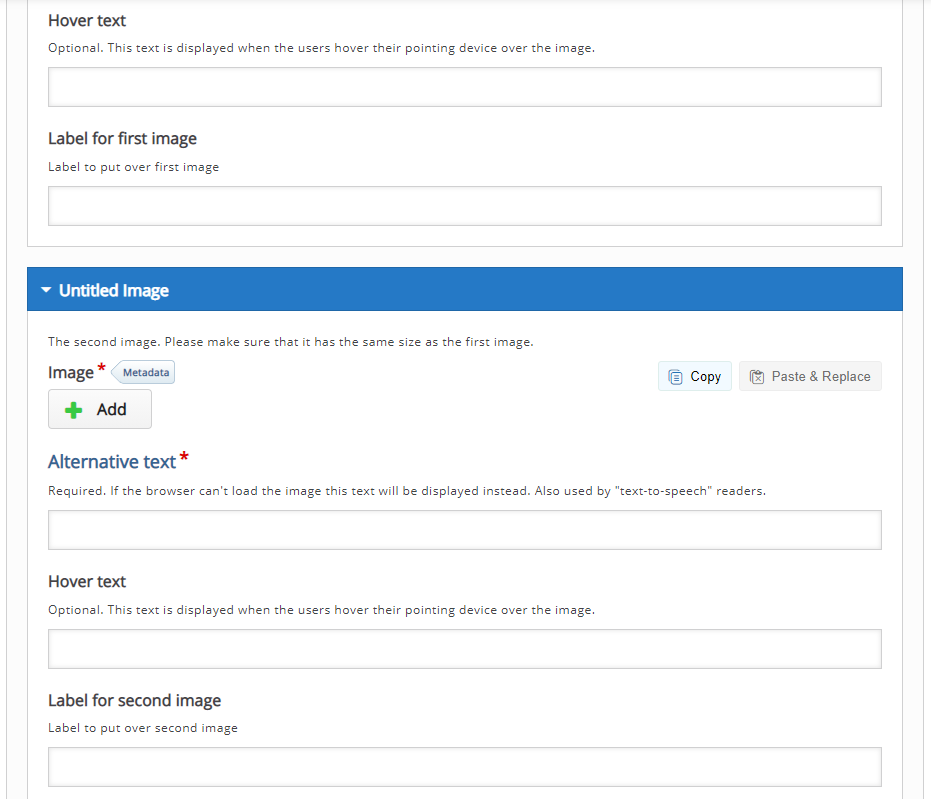 Hover text
Optional. This text is displayed when the users hover their pointing device over the image.
Label for first image
Label to put over first image
Untitled Image
The second image. Please make sure that it has the same size as the first image.
Image * Metadata Copy Paste & Replace
Add
Alternative text *
Required. If the browser can't load the image this text will be displayed instead. Also used by "text-to-speech" readers.
Hover text
Optional. This text is displayed when the users hover their pointing device over the image.
Label for second image
Label to put over second image